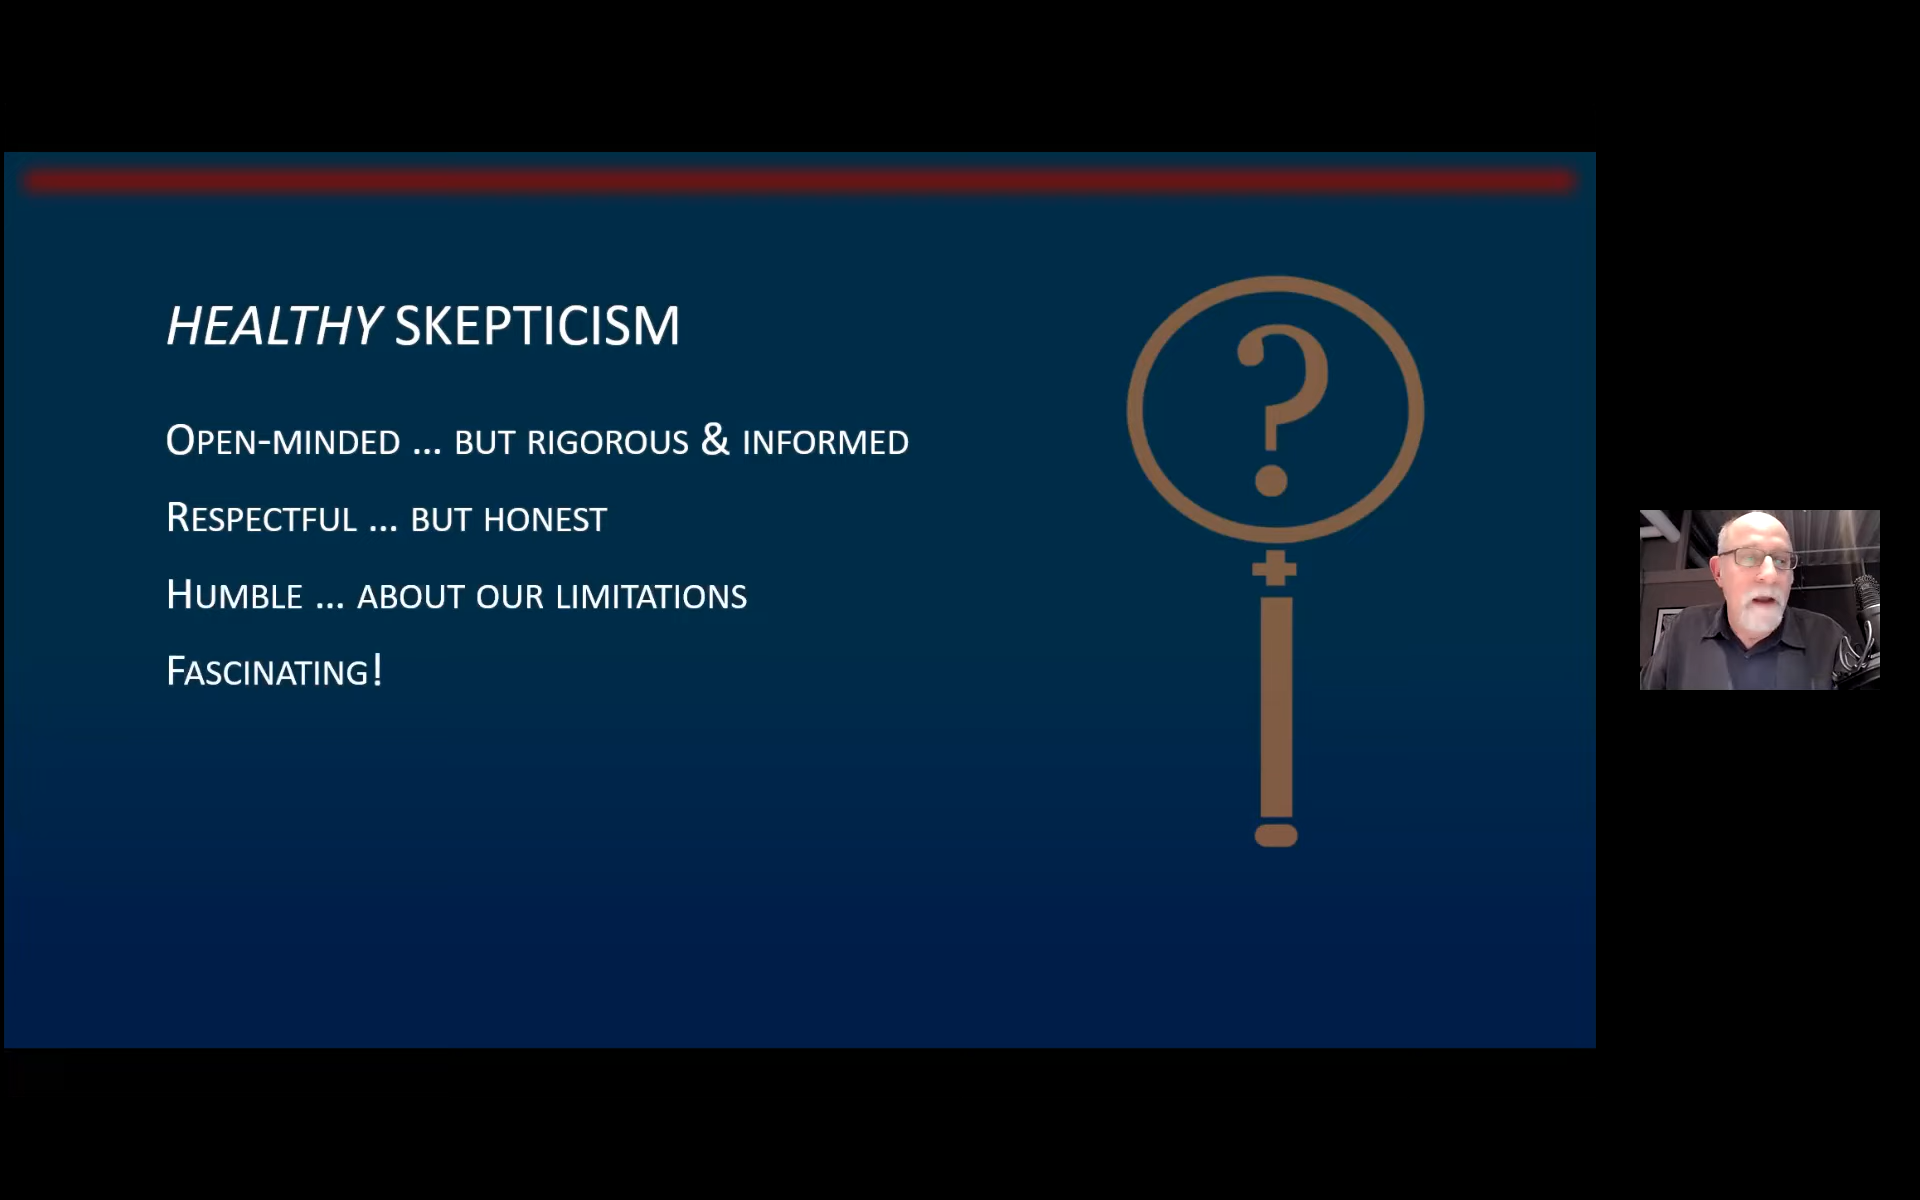 HEALTHY SKEPTICISM
OPEN-MINDED ... BUT RIGOROUS & INFORMED
RESPECTFUL ... BUT HONEST
HUMBLE ... ABOUT OUR LIMITATIONS
FASCINATING!
?